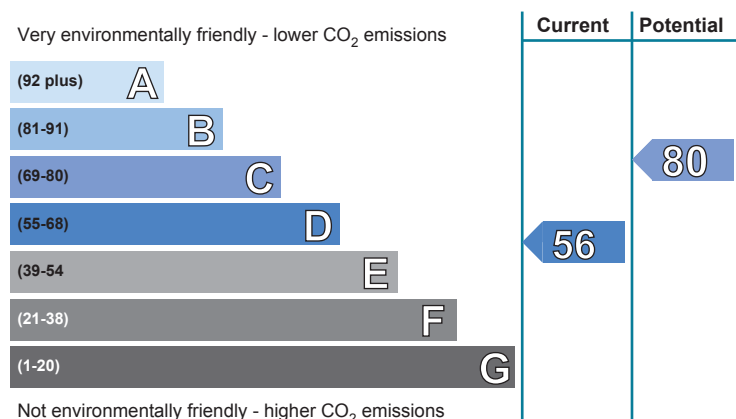 Very environmentally friendly - lower CO₂ emissions
Current
Potential
(92 plus) A
(81-91) B
(69-80) C
80
(55-68) D
56
(39-54 E
(21-38) F
(1-20) G
Not environmentally friendly - higher CO₂ emissions